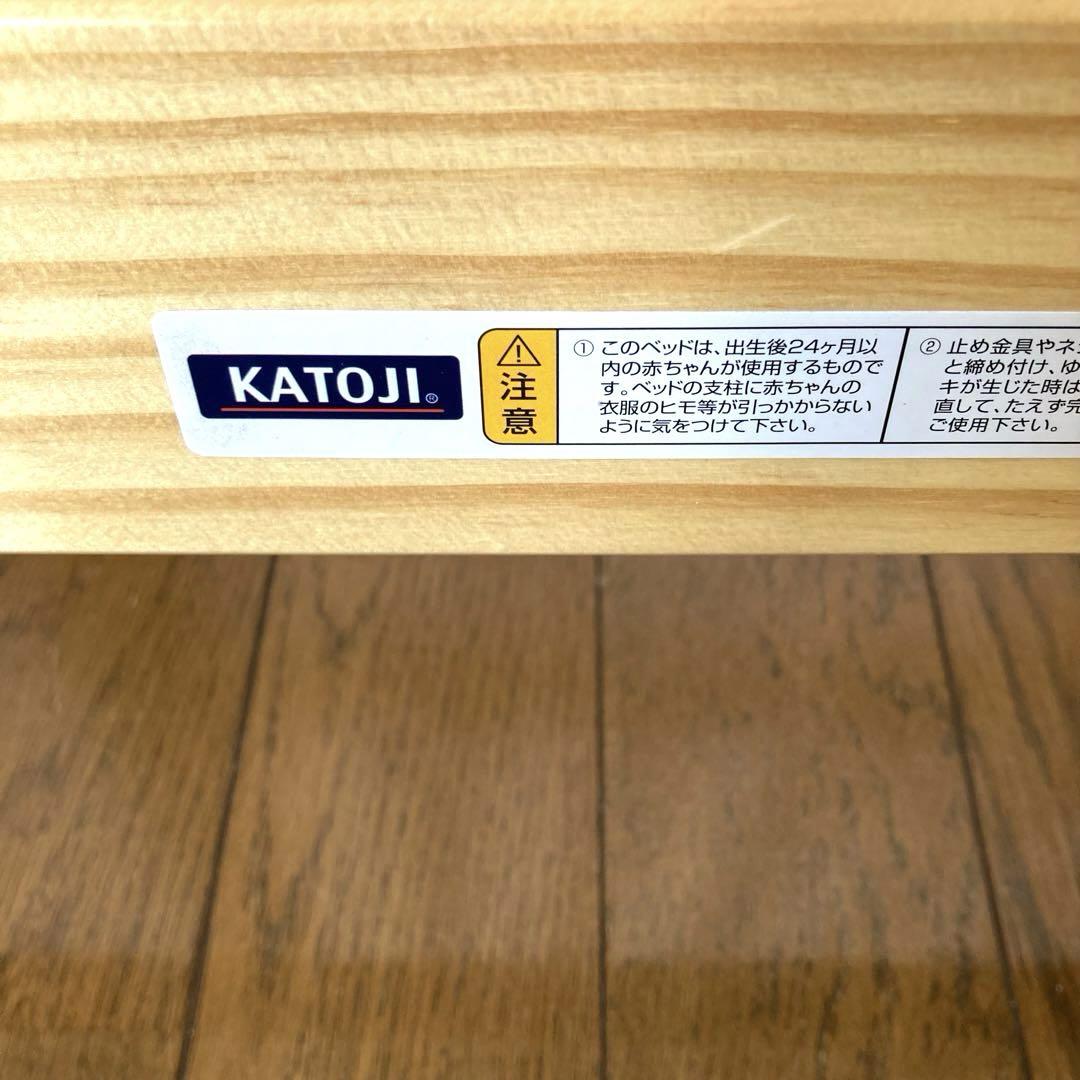 KATOJI®
注意
① このベッドは、出生後24ヶ月以
内の赤ちゃんが使用するもので
す。ベッドの支柱に赤ちゃんの
衣服のヒモ等が引っかからない
ように気をつけて下さい。
② 止め金具やネ
と締め付け、ゆ
キが生じた時は
直して、たえず完
ご使用下さい。